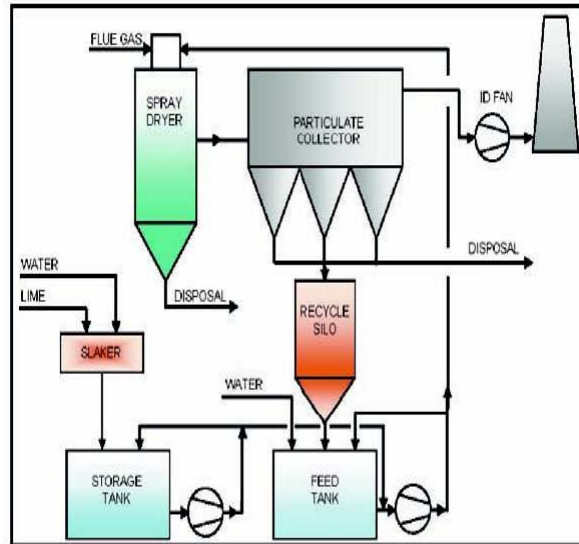 FLUE GAS
SPRAY
DRYER
PARTICULATE
COLLECTOR
ID FAN
DISPOSAL
WATER
LIME
DISPOSAL
SLAKER
RECYCLE
SILO
WATER
STORAGE
TANK
FEED
TANK